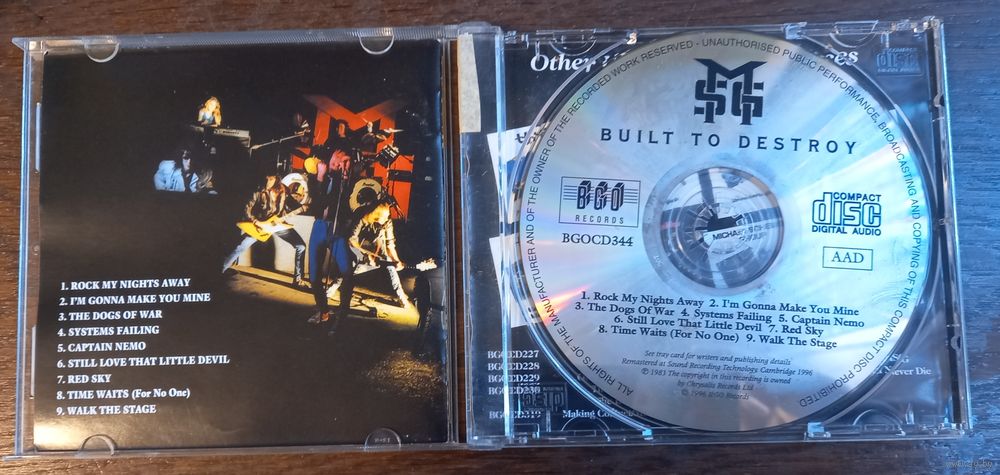 1. ROCK MY NIGHTS AWAY
2. I'M GONNA MAKE YOU MINE
3. THE DOGS OF WAR
4. SYSTEMS FAILING
5. CAPTAIN NEMO
6. STILL LOVE THAT LITTLE DEVIL
7. RED SKY
8. TIME WAITS (For No One)
9. WALK THE STAGE
Other
ALL RIGHTS OF THE MANUFACTURER AND OF THE OWNER OF THE RECORDED WORK RESERVED · UNAUTHORISED PUBLIC PERFORMANCE, BROADCASTING AND COPYING OF THIS COMPACT DISC PROHIBITED
MSG
BUILT TO DESTROY
BGO
RECORDS
BGOCD344
COMPACT
disc
DIGITAL AUDIO
AAD
1. Rock My Nights Away 2. I'm Gonna Make You Mine
3. The Dogs Of War 4. Systems Failing 5. Captain Nemo
6. Still Love That Little Devil 7. Red Sky
8. Time Waits (For No One) 9. Walk The Stage
See tray card for writers and publishing details
Remastered at Sound Recording Technology, Cambridge 1996
© 1983 The copyright in this recording is owned
by Chrysalis Records Ltd
© 1996 BGO Records
BGOCD227
BGOCD228
BGOCD229
BGOCD230
BGOCD319 Making
Never Die